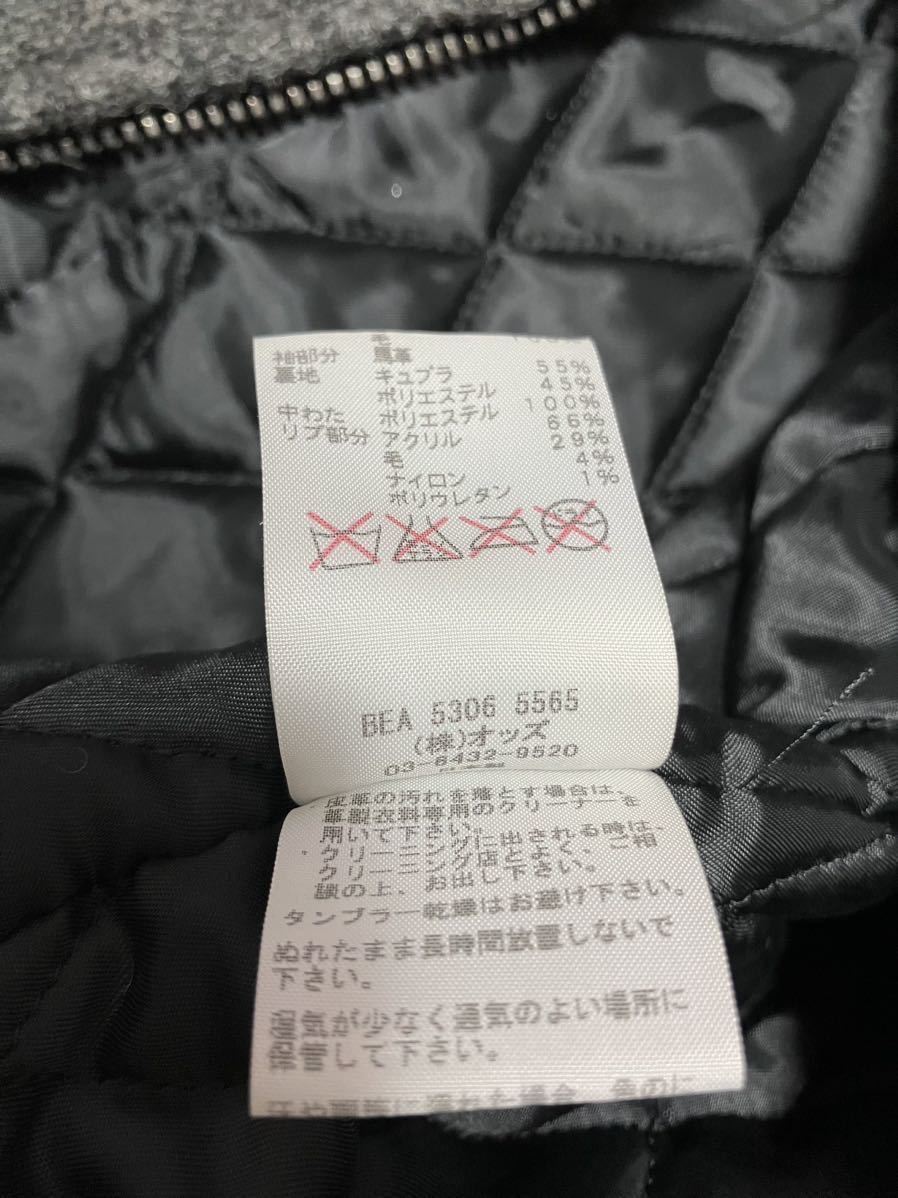 毛
袖部分 馬革
裏地 キュプラ 55%
ポリエステル 45%
中わた ポリエステル 100%
リブ部分 アクリル 66%
毛 29%
ナイロン 4%
ポリウレタン 1%
BEA 5306 5565
(株)オッズ
03-6432-9520
皮革の汚れを落とす場合は、
革製衣料専用のクリーナーを
用いて下さい。
クリーニングに出される時は、
クリーニング店とよく、ご相
談の上、お出し下さい。
タンブラー乾燥はお避け下さい。
ぬれたまま長時間放置しないで
下さい。
湿気が少なく通気のよい場所に
保管して下さい。